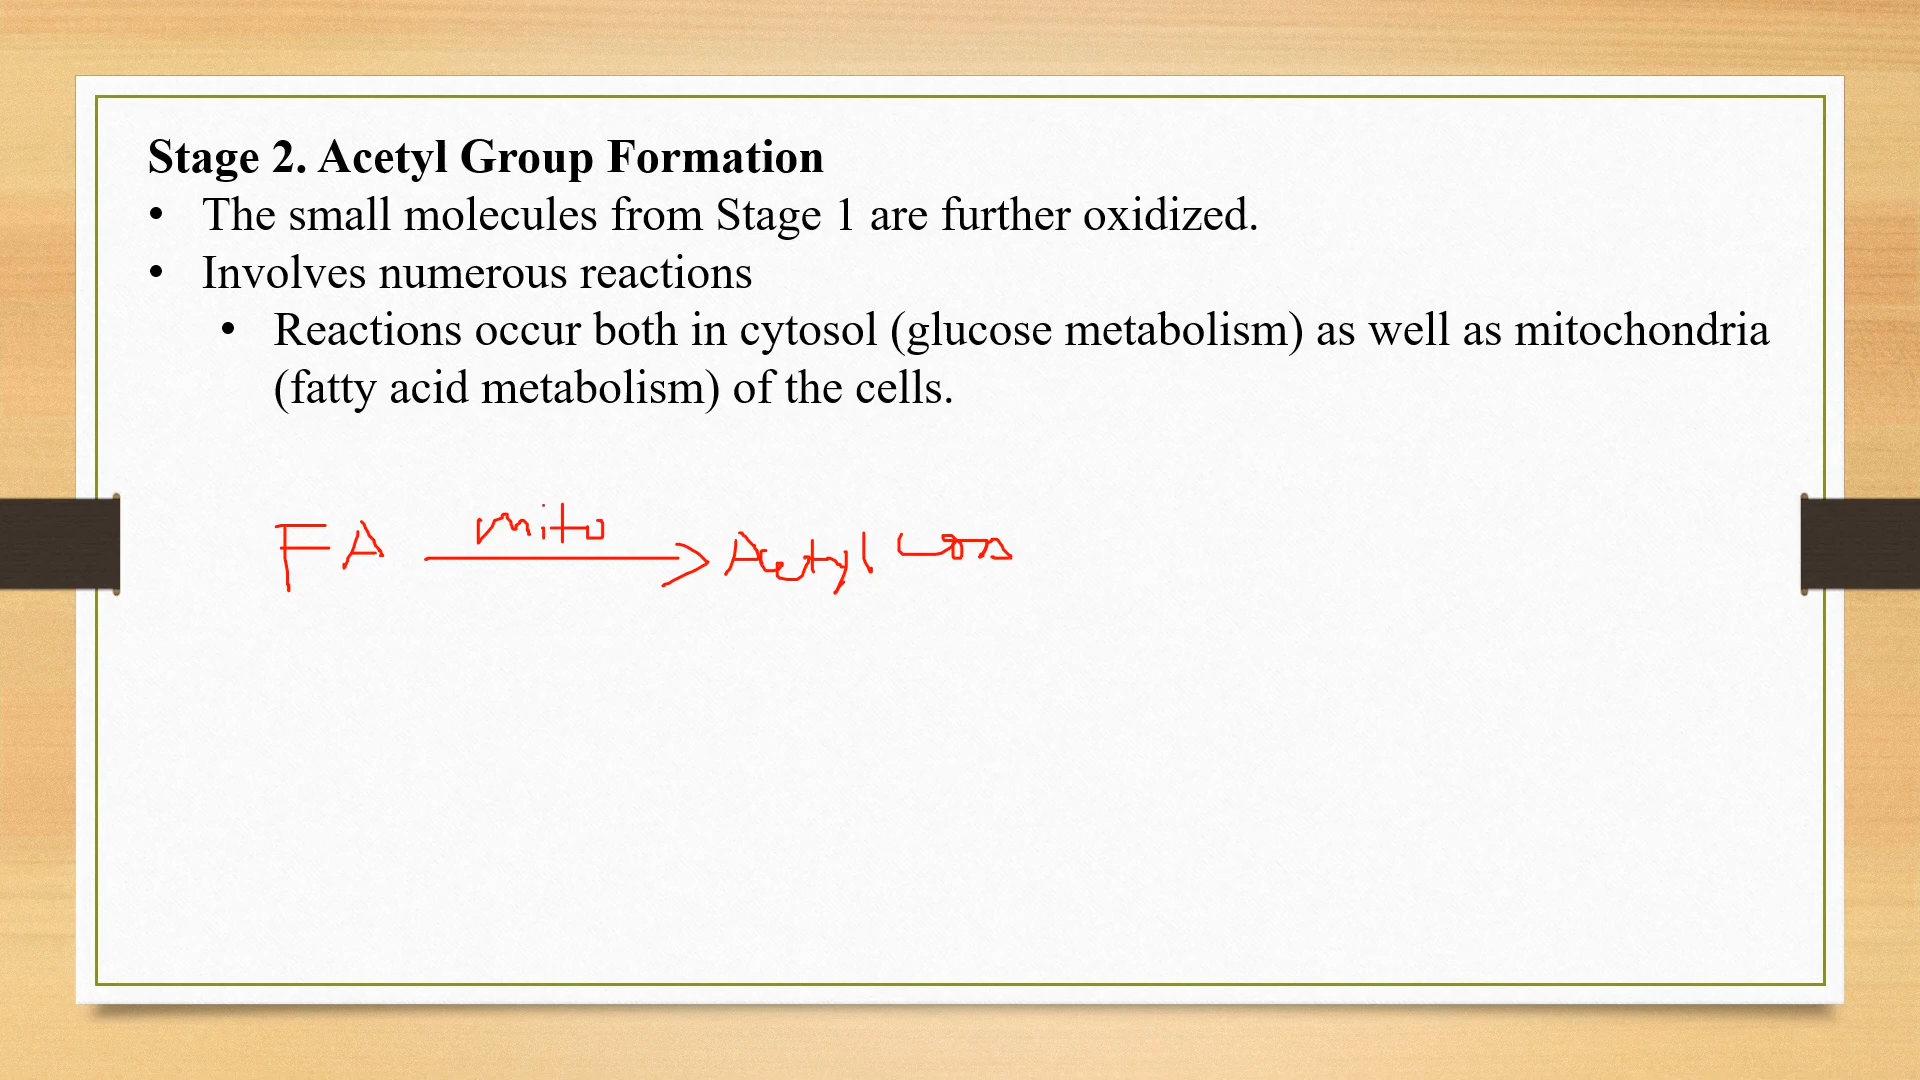 Stage 2. Acetyl Group Formation
• The small molecules from Stage 1 are further oxidized.
• Involves numerous reactions
• Reactions occur both in cytosol (glucose metabolism) as well as mitochondria
(fatty acid metabolism) of the cells.
mito
FA → Acetyl CoA